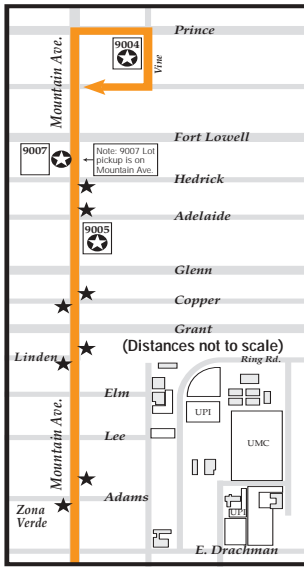 Prince
9004
Mountain Ave.
Vine
Fort Lowell
9007
Note: 9007 Lot
pickup is on
Mountain Ave.
Hedrick
Adelaide
9005
Glenn
Copper
Grant
(Distances not to scale)
Linden
Ring Rd.
Elm
UPI
Lee
UMC
Mountain Ave.
Adams
Zona
Verde
UPI
E. Drachman